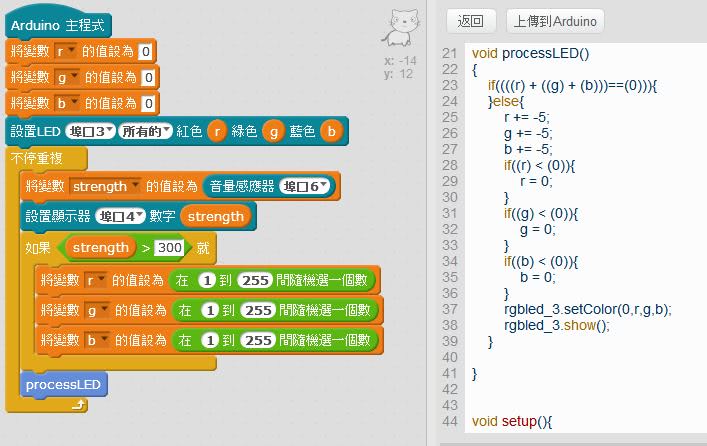 Arduino 主程式
將變數 r 的值設為 0
將變數 g 的值設為 0
將變數 b 的值設為 0
設置LED 埠口3 所有的 紅色 r 綠色 g 藍色 b
不停重複
將變數 strength 的值設為 音量感應器 埠口6
設置顯示器 埠口4 數字 strength
如果 strength > 300 就
將變數 r 的值設為 在 1 到 255 間隨機選一個數
將變數 g 的值設為 在 1 到 255 間隨機選一個數
將變數 b 的值設為 在 1 到 255 間隨機選一個數
processLED
x: -14
y: 12
返回 上傳到Arduino
21 void processLED()
22 {
23 if((((r) + ((g) + (b)))==(0))){
24 }else{
25 r += -5;
26 g += -5;
27 b += -5;
28 if((r) < (0)){
29 r = 0;
30 }
31 if((g) < (0)){
32 g = 0;
33 }
34 if((b) < (0)){
35 b = 0;
36 }
37 rgbled_3.setColor(0,r,g,b);
38 rgbled_3.show();
39 }
40
41 }
42
43
44 void setup(){